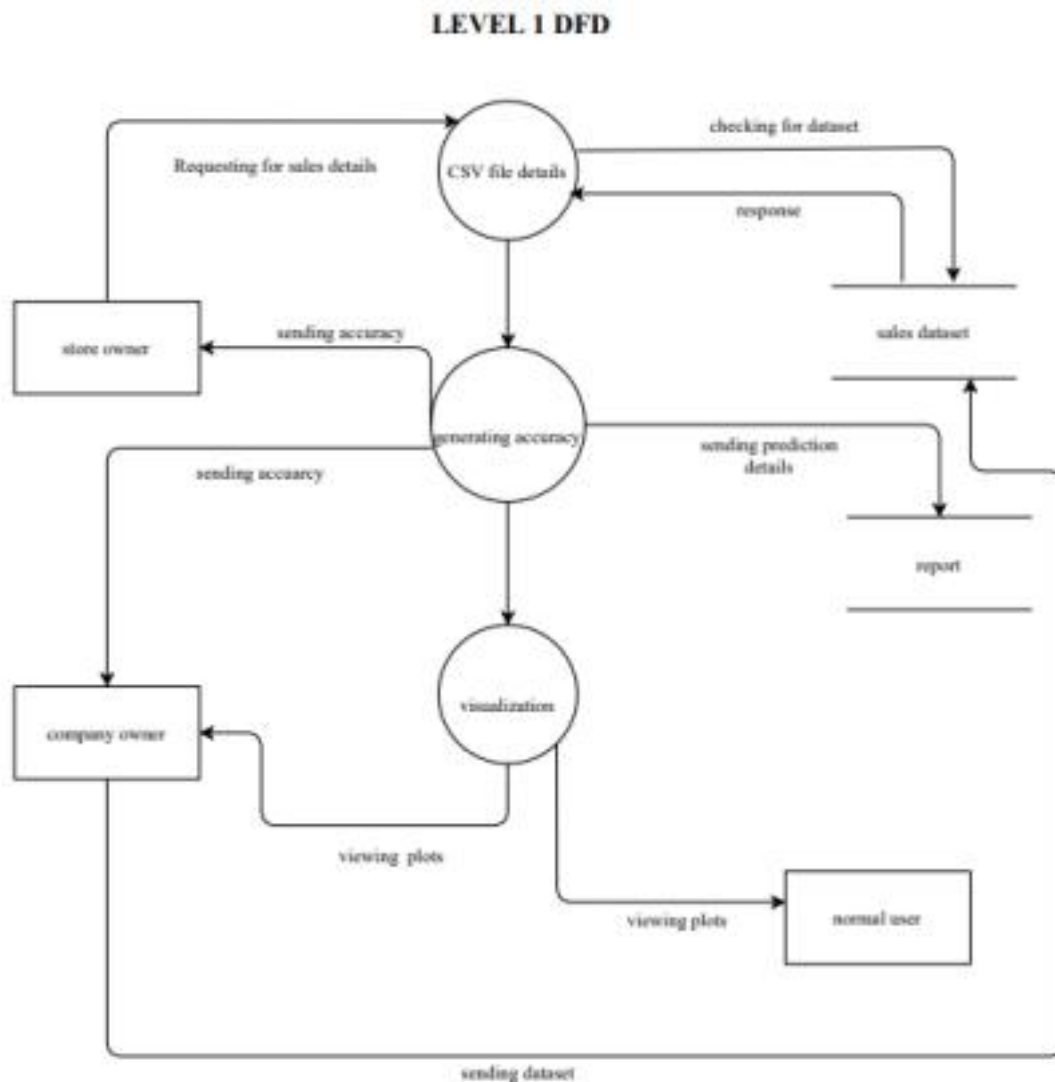 LEVEL 1 DFD
checking for dataset
Requesting for sales details
CSV file details
response
sending accuracy
store owner
sales dataset
generating accuracy
sending prediction
details
sending accuarcy
report
visualization
company owner
viewing plots
viewing plots
normal user
sending dataset